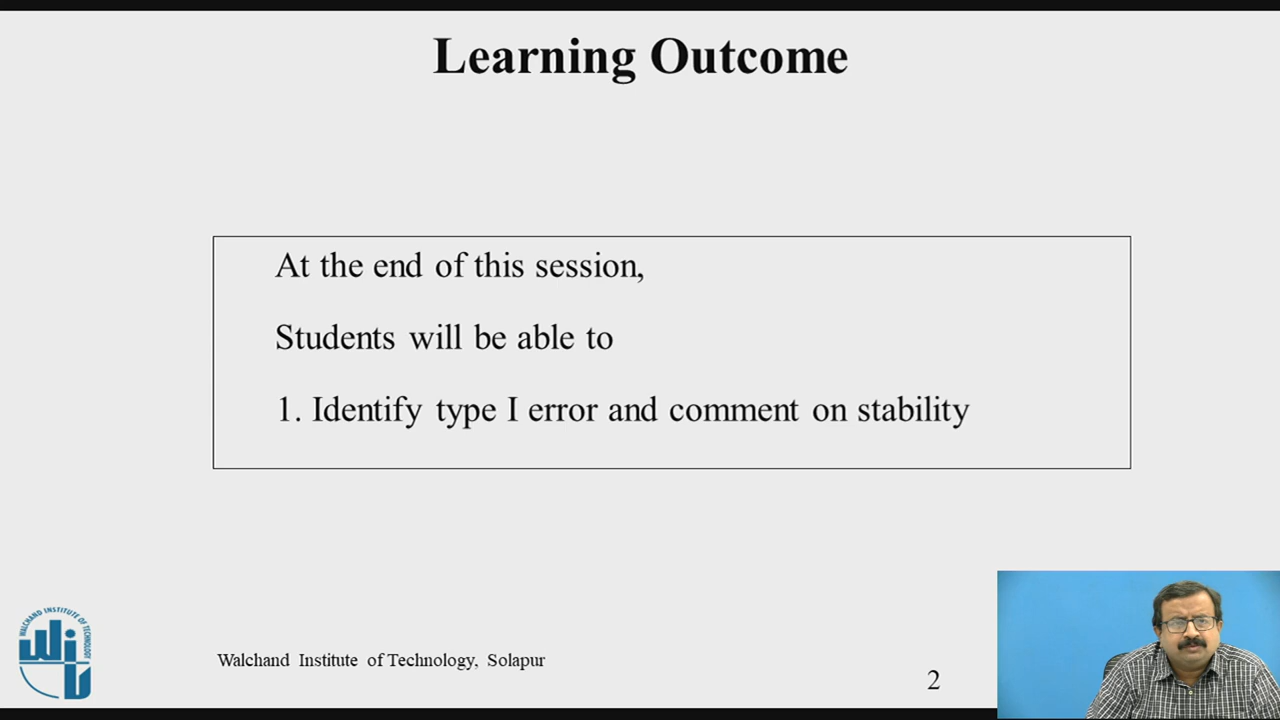 Learning Outcome
At the end of this session,
Students will be able to
1. Identify type I error and comment on stability
WALCHAND INSTITUTE OF TECHNOLOGY
Walchand Institute of Technology, Solapur
2